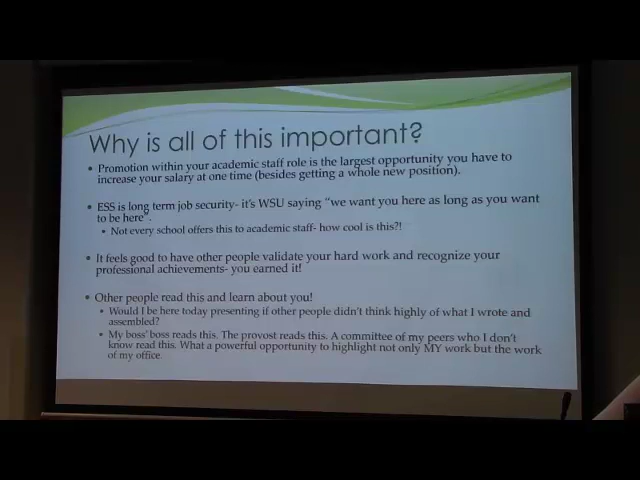 Why is all of this important?
• Promotion within your academic staff role is the largest opportunity you have to
increase your salary at one time (besides getting a whole new position).
• ESS is long term job security- it's WSU saying "we want you here as long as you want
to be here".
• Not every school offers this to academic staff- how cool is this?!
• It feels good to have other people validate your hard work and recognize your
professional achievements- you earned it!
• Other people read this and learn about you!
• Would I be here today presenting if other people didn't think highly of what I wrote and
assembled?
• My boss' boss reads this. The provost reads this. A committee of my peers who I don't
know read this. What a powerful opportunity to highlight not only MY work but the work
of my office.